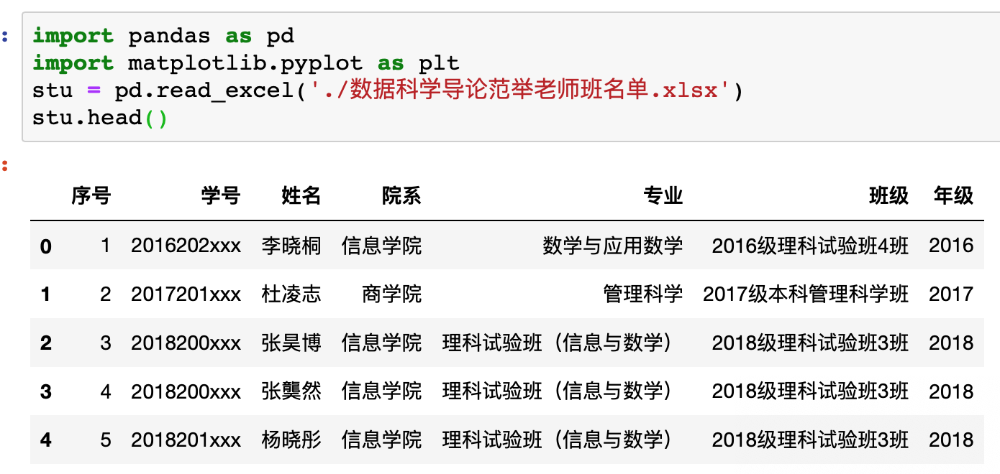 import pandas as pd
import matplotlib.pyplot as plt
stu = pd.read_excel('./数据科学导论范举老师班名单.xlsx')
stu.head()
序号 学号 姓名 院系 专业 班级 年级
0 1 2016202xxx 李晓桐 信息学院 数学与应用数学 2016级理科试验班4班 2016
1 2 2017201xxx 杜凌志 商学院 管理科学 2017级本科管理科学班 2017
2 3 2018200xxx 张昊博 信息学院 理科试验班（信息与数学） 2018级理科试验班3班 2018
3 4 2018200xxx 张龑然 信息学院 理科试验班（信息与数学） 2018级理科试验班3班 2018
4 5 2018201xxx 杨晓彤 信息学院 理科试验班（信息与数学） 2018级理科试验班3班 2018